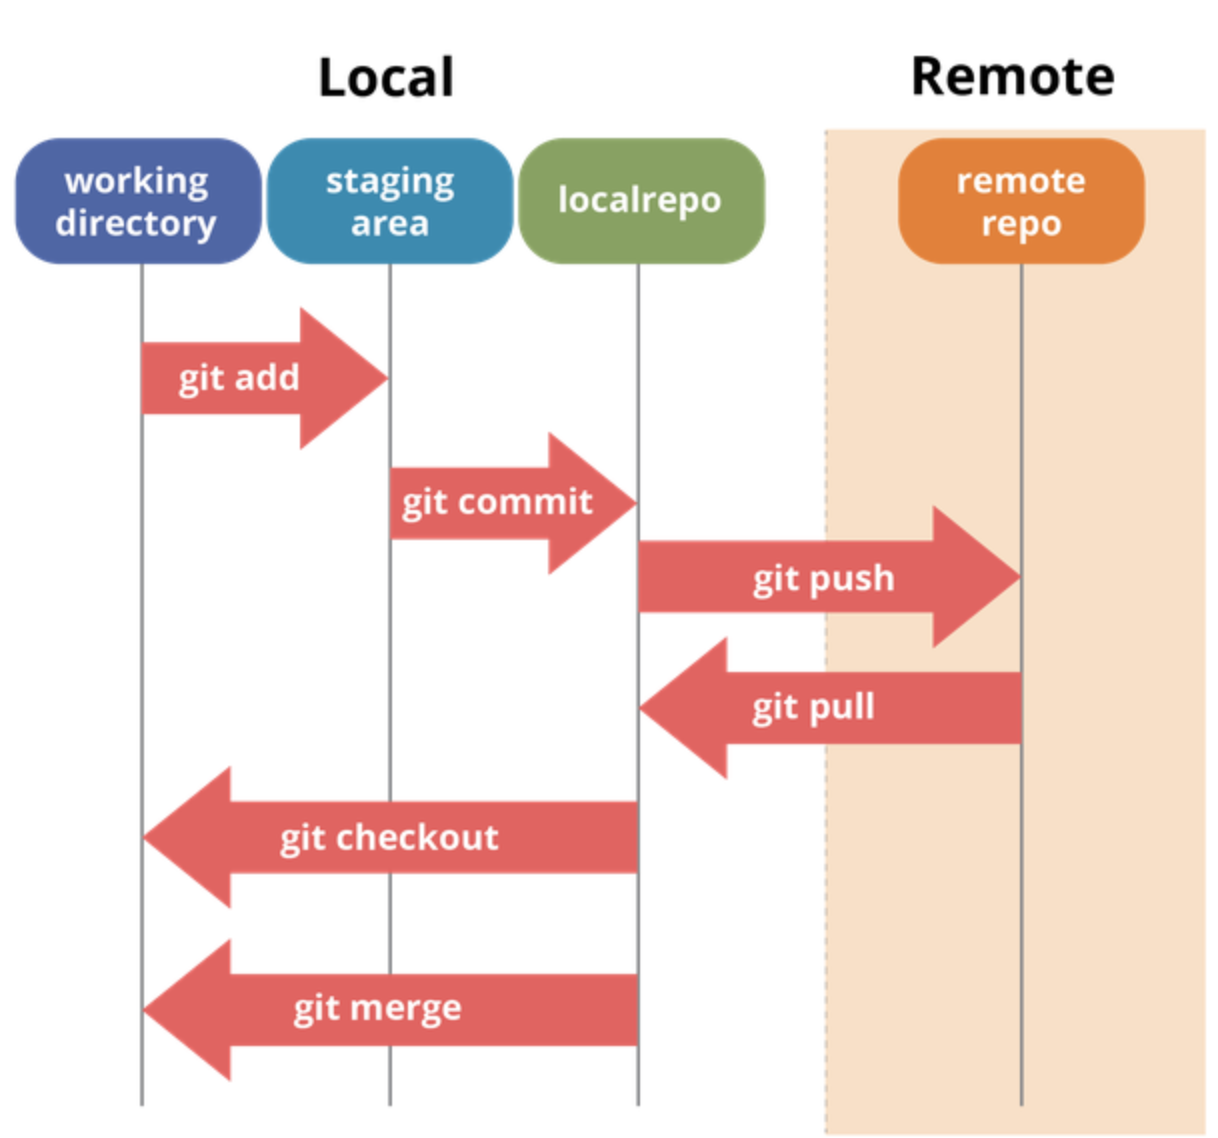 Local
Remote
working
directory
staging
area
localrepo
remote
repo
git add
git commit
git push
git pull
git checkout
git merge